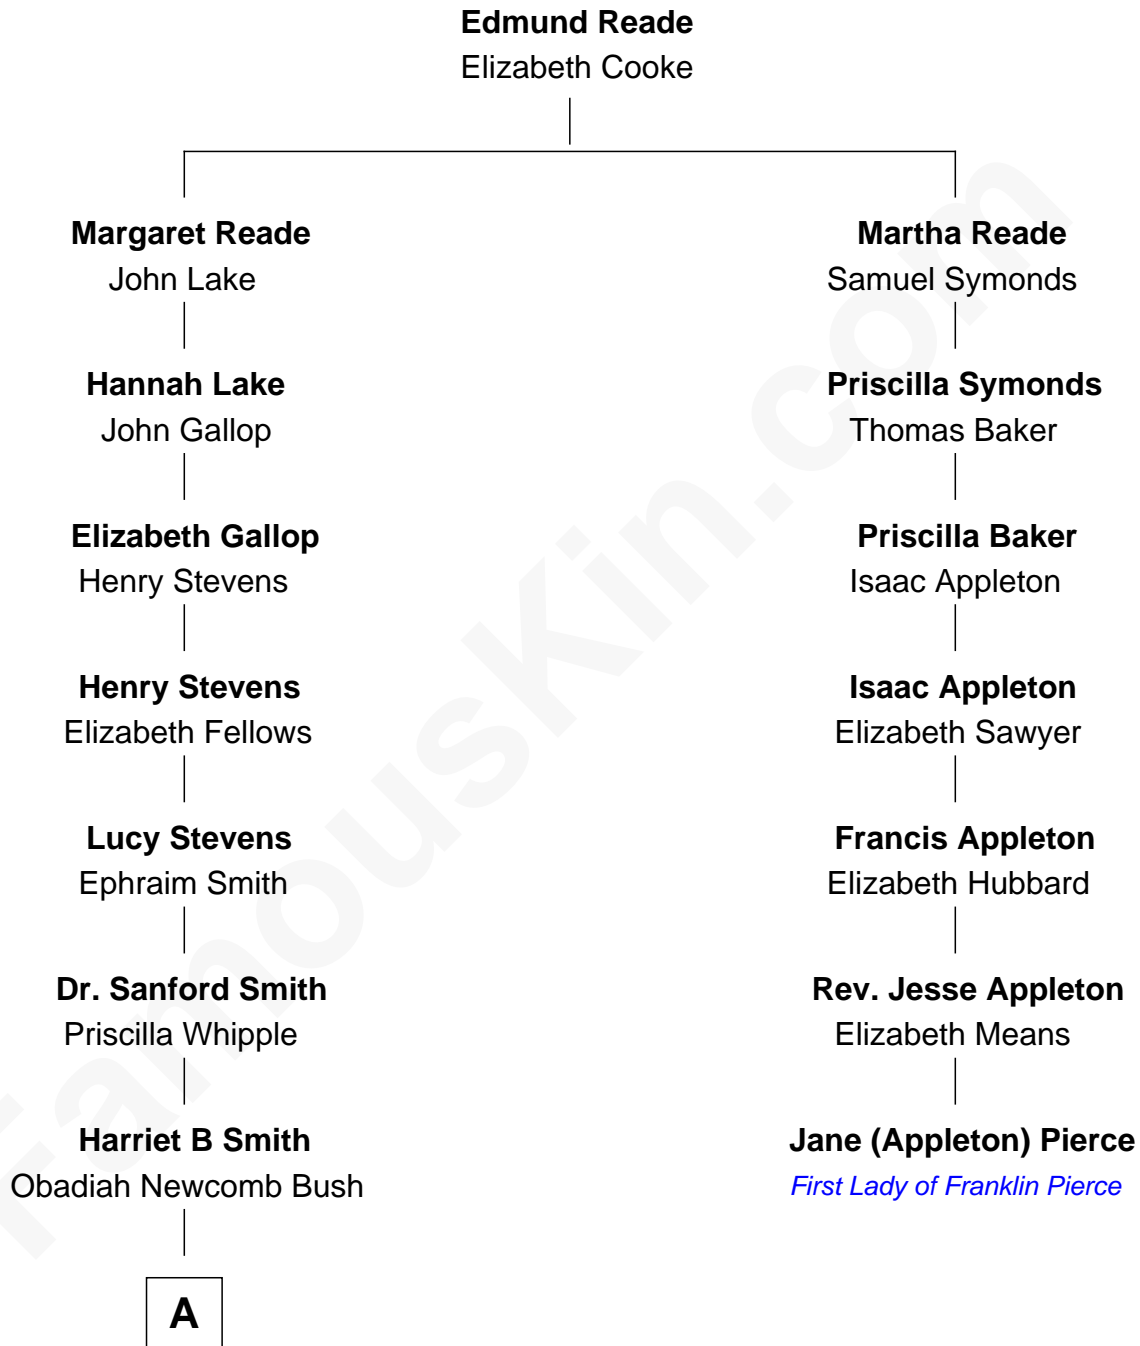 Edmund Reade
Elizabeth Cooke
Margaret Reade
John Lake
Martha Reade
Samuel Symonds
Hannah Lake
John Gallop
Priscilla Symonds
Thomas Baker
Elizabeth Gallop
Henry Stevens
Priscilla Baker
Isaac Appleton
Henry Stevens
Elizabeth Fellows
Isaac Appleton
Elizabeth Sawyer
Lucy Stevens
Ephraim Smith
Francis Appleton
Elizabeth Hubbard
Dr. Sanford Smith
Priscilla Whipple
Rev. Jesse Appleton
Elizabeth Means
Harriet B Smith
Obadiah Newcomb Bush
Jane (Appleton) Pierce
First Lady of Franklin Pierce
A
FamousKin.com